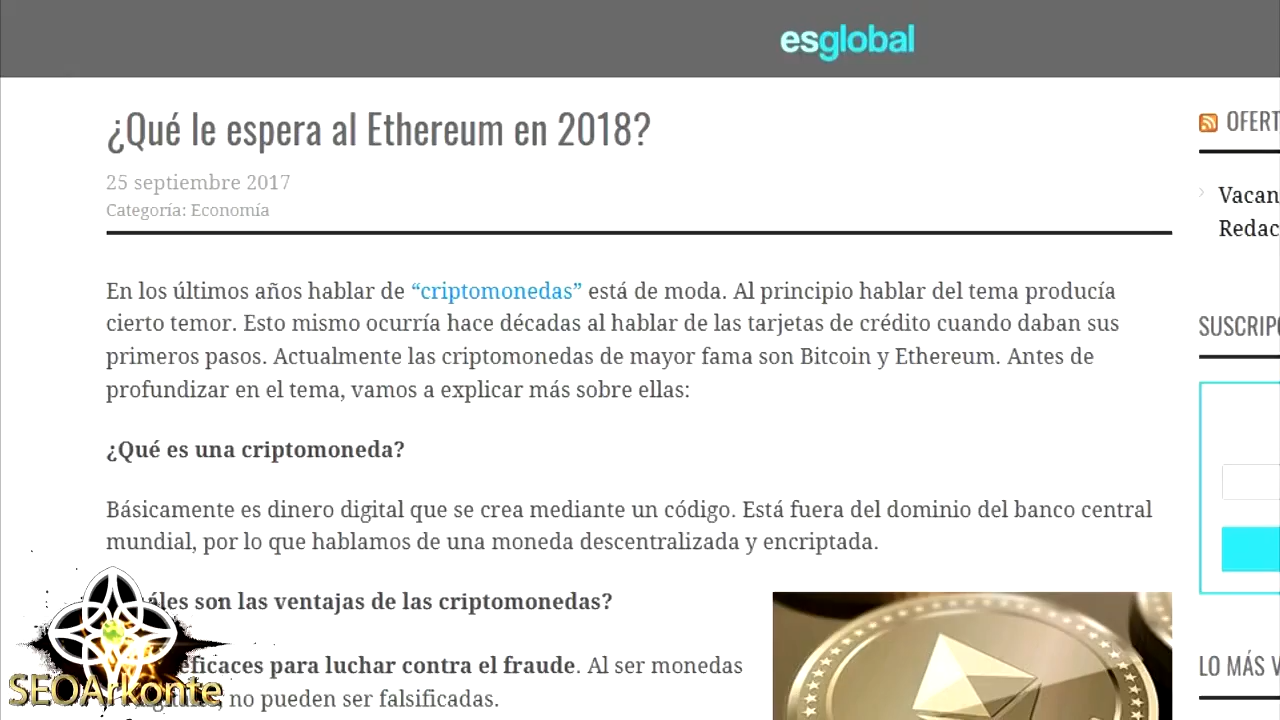 esglobal
¿Qué le espera al Ethereum en 2018?
25 septiembre 2017
Categoría: Economía
En los últimos años hablar de “criptomonedas” está de moda. Al principio hablar del tema producía
cierto temor. Esto mismo ocurría hace décadas al hablar de las tarjetas de crédito cuando daban sus
primeros pasos. Actualmente las criptomonedas de mayor fama son Bitcoin y Ethereum. Antes de
profundizar en el tema, vamos a explicar más sobre ellas:
¿Qué es una criptomoneda?
Básicamente es dinero digital que se crea mediante un código. Está fuera del dominio del banco central
mundial, por lo que hablamos de una moneda descentralizada y encriptada.
son las ventajas de las criptomonedas?
eficaces para luchar contra el fraude. Al ser monedas
no pueden ser falsificadas.
SEOArkonte
OFERT
Vacan
Redac
SUSCRIPC
LO MÁS V